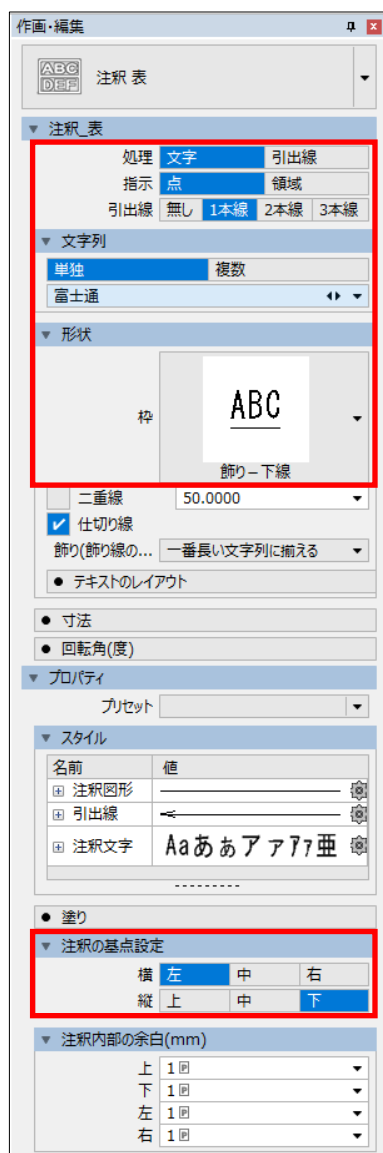 作画・編集
ABC
DEF
注釈 表
注釈_表
処理 文字 引出線
指示 点 領域
引出線 無し 1本線 2本線 3本線
文字列
単独 複数
富士通
形状
枠
ABC
飾り－下線
二重線 50.0000
仕切り線
飾り(飾り線の... 一番長い文字列に揃える
テキストのレイアウト
寸法
回転角(度)
プロパティ
プリセット
スタイル
名前 値
注釈図形
引出線
注釈文字 Aaあぁアァｱｧ亜
塗り
注釈の基点設定
横 左 中 右
縦 上 中 下
注釈内部の余白(mm)
上 1 P
下 1 P
左 1 P
右 1 P